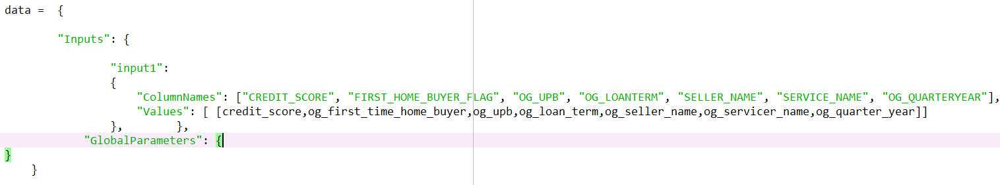 data =  {
"Inputs": {
"input1":
{
"ColumnNames": ["CREDIT_SCORE", "FIRST_HOME_BUYER_FLAG", "OG_UPB", "OG_LOANTERM", "SELLER_NAME", "SERVICE_NAME", "OG_QUARTERYEAR"],
"Values": [ [credit_score,og_first_time_home_buyer,og_upb,og_loan_term,og_seller_name,og_servicer_name,og_quarter_year]]
},        },
"GlobalParameters": {
}
}